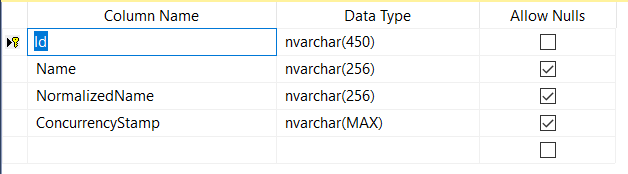 Column Name Data Type Allow Nulls
Id nvarchar(450)
Name nvarchar(256)
NormalizedName nvarchar(256)
ConcurrencyStamp nvarchar(MAX)